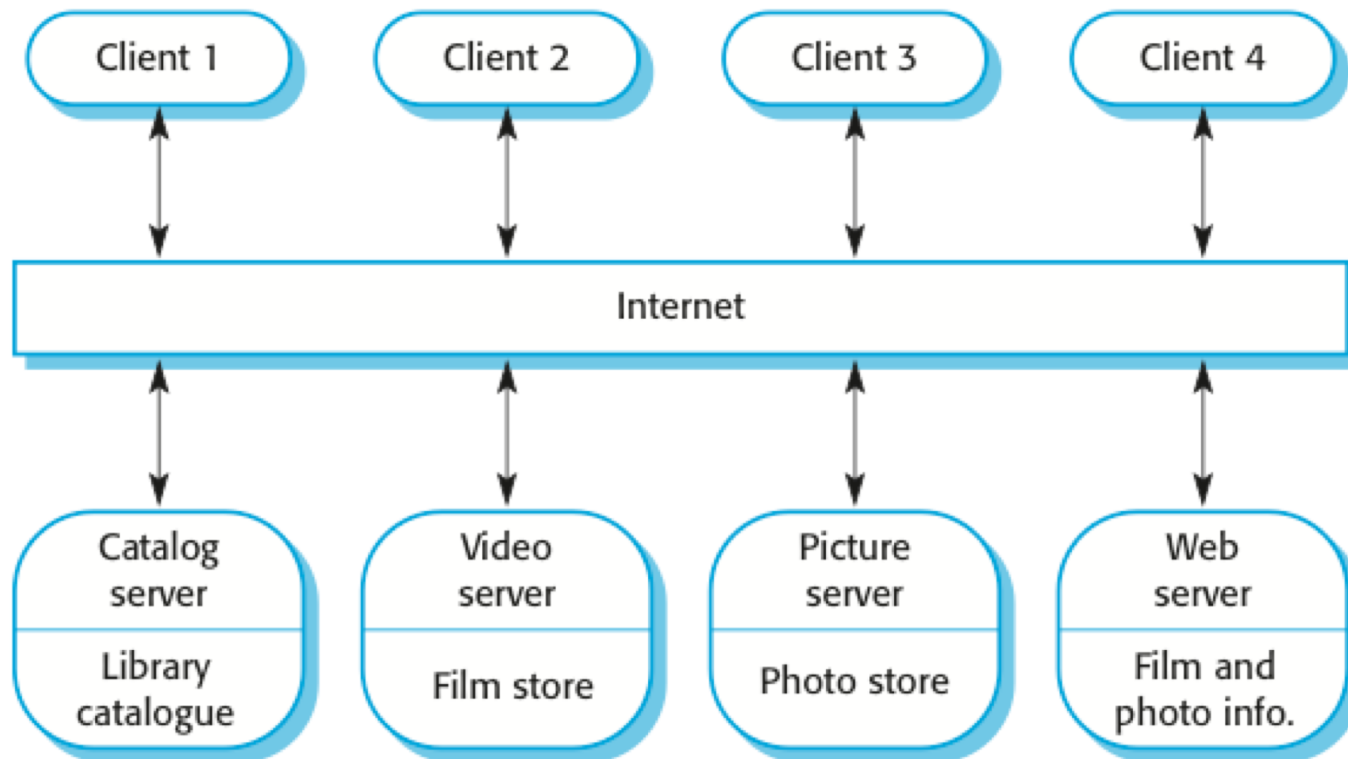 Client 1
Client 2
Client 3
Client 4
Internet
Catalog
server
Library
catalogue
Video
server
Film store
Picture
server
Photo store
Web
server
Film and
photo info.